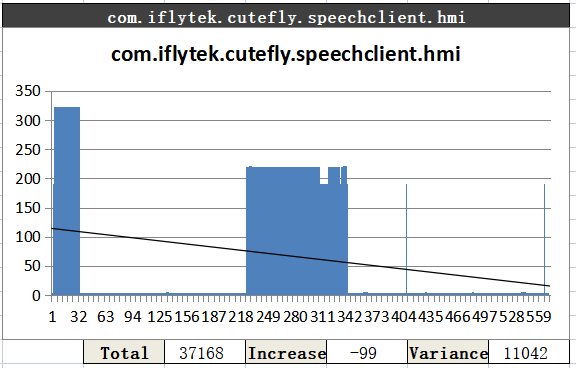 com.iflytek.cutefly.speechclient.hmi
com.iflytek.cutefly.speechclient.hmi
350
300
250
200
150
100
50
0
1 32 63 94 125 156 187 218 249 280 311 342 373 404 435 466 497 528 559
Total 37168 Increase -99 Variance 11042